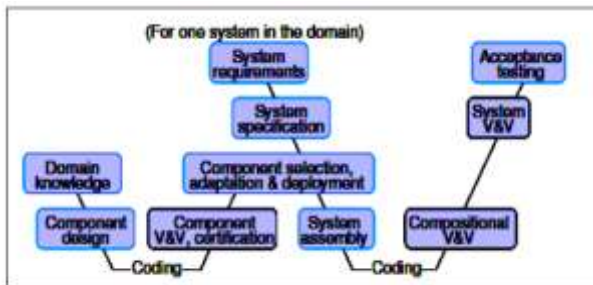 (For one system in the domain)
System
requirements
Acceptance
testing
System
specification
System
V&V
Domain
knowledge
Component selection,
adaptation & deployment
Component
design
Component
V&V, certification
System
assembly
Compositional
V&V
Coding
Coding